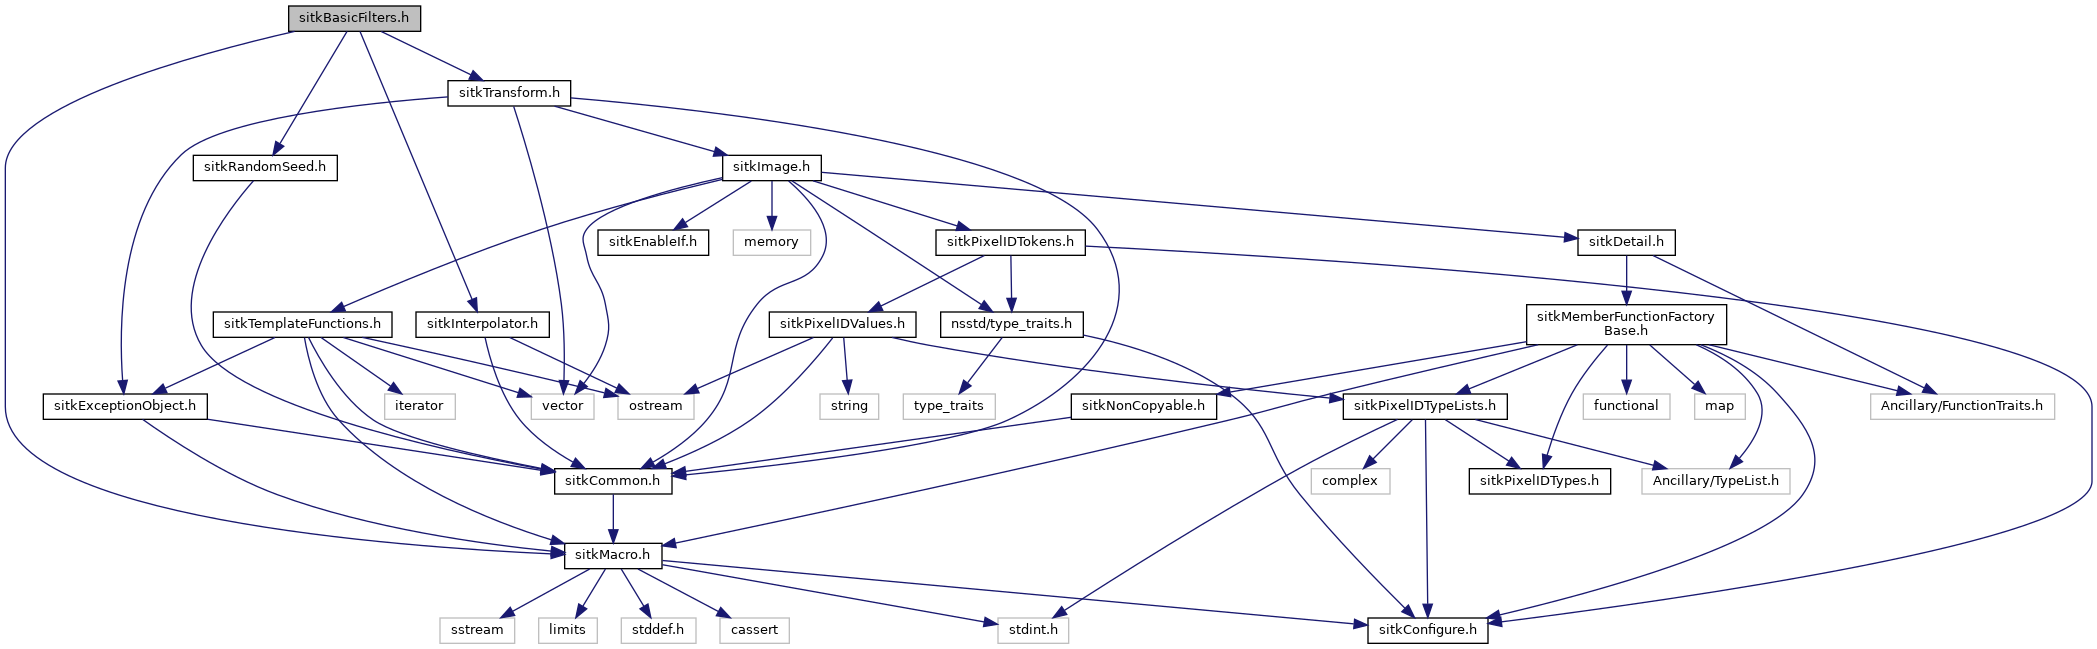 sitkBasicFilters.h
sitkTransform.h
sitkRandomSeed.h
sitkImage.h
sitkEnableIf.h
memory
sitkPixelIDTokens.h
sitkDetail.h
sitkTemplateFunctions.h
sitkInterpolator.h
sitkPixelIDValues.h
nsstd/type_traits.h
sitkMemberFunctionFactory
Base.h
sitkExceptionObject.h
iterator
vector
ostream
string
type_traits
sitkNonCopyable.h
sitkPixelIDTypeLists.h
functional
map
Ancillary/FunctionTraits.h
sitkCommon.h
complex
sitkPixelIDTypes.h
Ancillary/TypeList.h
sitkMacro.h
sstream
limits
stddef.h
cassert
stdint.h
sitkConfigure.h